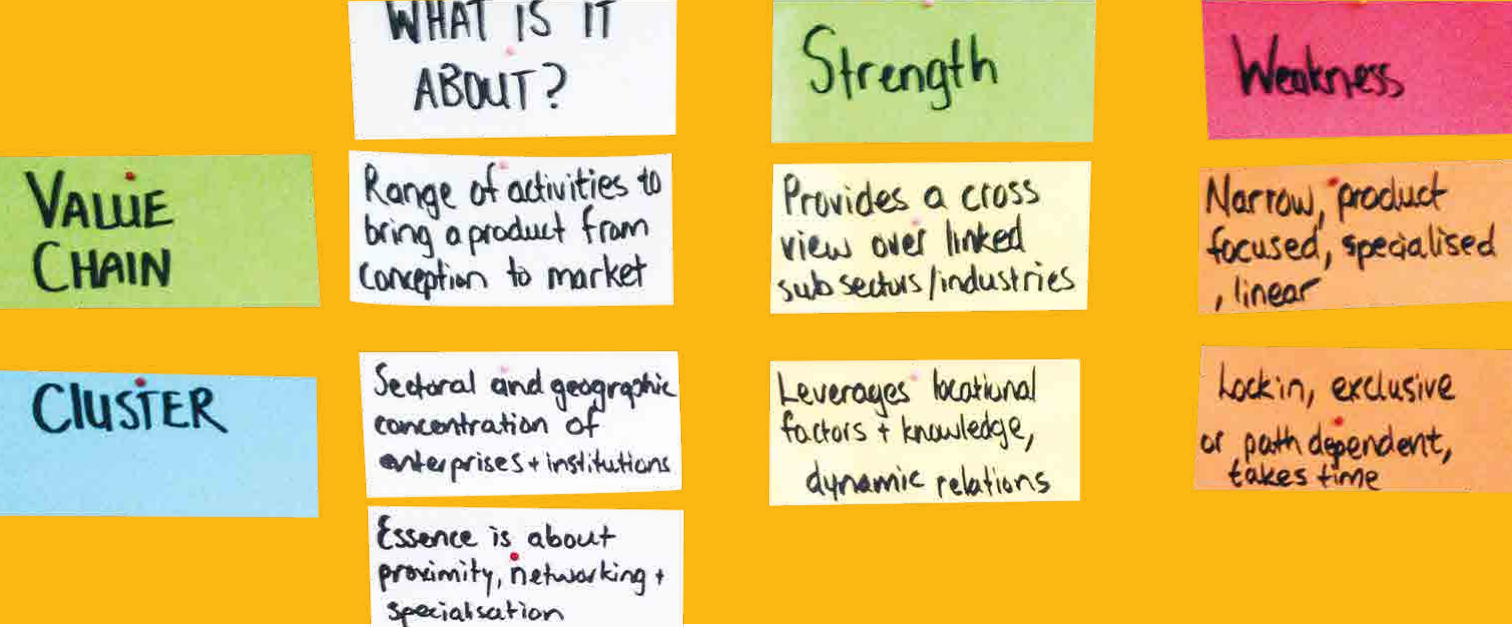 WHAT IS IT
ABOUT?
Strength
Weakness
VALUE
CHAIN
Range of activities to
bring a product from
conception to market
Provides a cross
view over linked
sub sectors/industries
Narrow, product
focused, specialised
, linear
CLUSTER
Sectoral and geographic
concentration of
enterprises + institutions
Leverages locational
factors + knowledge,
dynamic relations
Lock in, exclusive
or path dependent,
takes time
Essence is about
proximity, networking +
specialisation